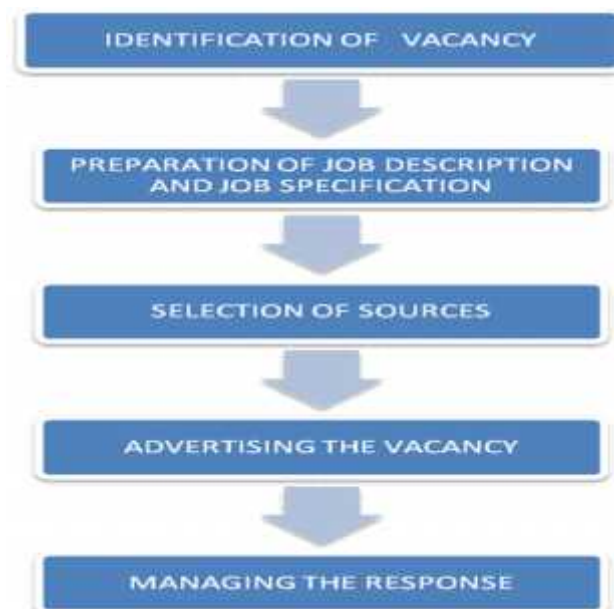 IDENTIFICATION OF VACANCY
PREPARATION OF JOB DESCRIPTION
AND JOB SPECIFICATION
SELECTION OF SOURCES
ADVERTISING THE VACANCY
MANAGING THE RESPONSE